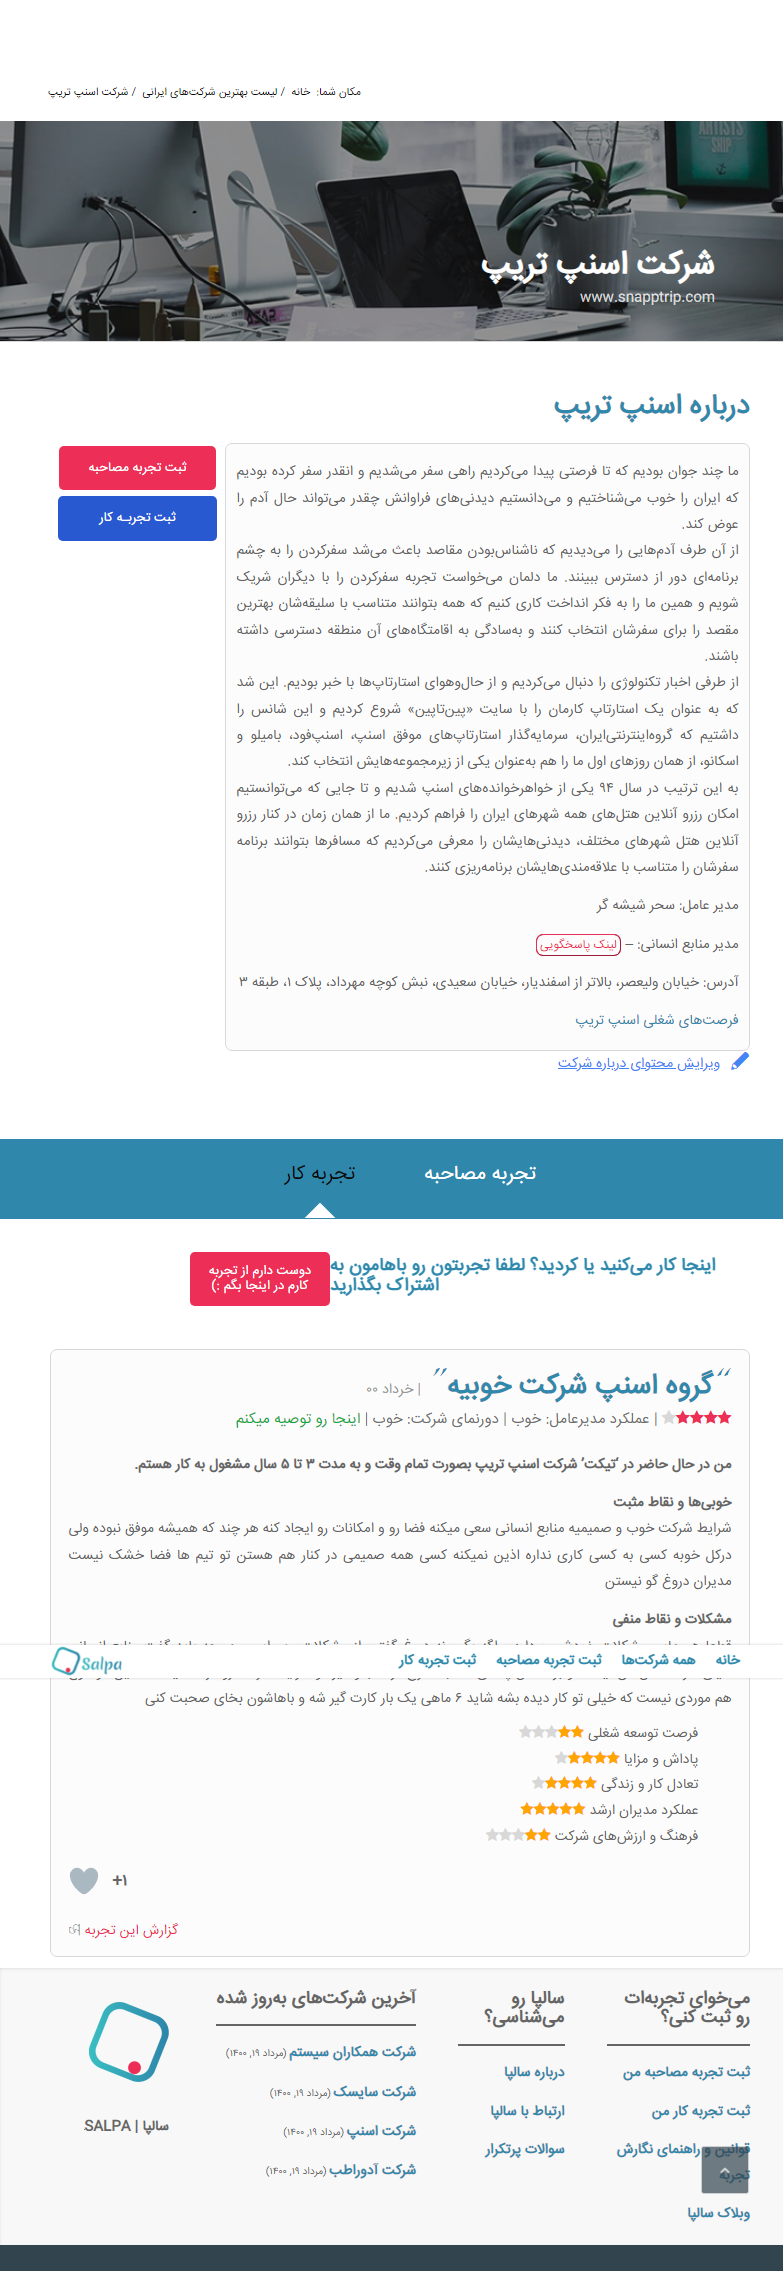 مکان شما: خانه / لیست بهترین شرکت‌های ایرانی / شرکت اسنپ تریپ
ARTISTS
SHIP
شرکت اسنپ تریپ
www.snapptrip.com
درباره اسنپ تریپ
ثبت تجربه مصاحبه
ثبت تجربـه کار
ما چند جوان بودیم که تا فرصتی پیدا می‌کردیم راهی سفر می‌شدیم و انقدر سفر کرده بودیم
که ایران را خوب می‌شناختیم و می‌دانستیم دیدنی‌های فراوانش چقدر می‌تواند حال آدم را
عوض کند.
از آن طرف آدم‌هایی را می‌دیدیم که ناشناس‌بودن مقاصد باعث می‌شد سفرکردن را به چشم
برنامه‌ای دور از دسترس ببینند. ما دلمان می‌خواست تجربه سفرکردن را با دیگران شریک
شویم و همین ما را به فکر انداخت کاری کنیم که همه بتوانند متناسب با سلیقه‌شان بهترین
مقصد را برای سفرشان انتخاب کنند و به‌سادگی به اقامتگاه‌های آن منطقه دسترسی داشته
باشند.
از طرفی اخبار تکنولوژی را دنبال می‌کردیم و از حال‌وهوای استارتاپ‌ها با خبر بودیم. این شد
که به عنوان یک استارتاپ کارمان را با سایت «پین‌تاپین» شروع کردیم و این شانس را
داشتیم که گروه‌اینترنتی‌ایران، سرمایه‌گذار استارتاپ‌های موفق اسنپ، اسنپ‌فود، بامیلو و
اسکانو، از همان روزهای اول ما را هم به‌عنوان یکی از زیرمجموعه‌هایش انتخاب کند.
به این ترتیب در سال ۹۴ یکی از خواهرخوانده‌های اسنپ شدیم و تا جایی که می‌توانستیم
امکان رزرو آنلاین هتل‌های همه شهرهای ایران را فراهم کردیم. ما از همان زمان در کنار رزرو
آنلاین هتل شهرهای مختلف، دیدنی‌هایشان را معرفی می‌کردیم که مسافرها بتوانند برنامه
سفرشان را متناسب با علاقه‌مندی‌هایشان برنامه‌ریزی کنند.
مدیر عامل: سحر شیشه گر
مدیر منابع انسانی: – لینک پاسخگویی
آدرس: خیابان ولیعصر، بالاتر از اسفندیار، خیابان سعیدی، نبش کوچه مهرداد، پلاک ۱، طبقه ۳
فرصت‌های شغلی اسنپ تریپ
ویرایش محتوای درباره شرکت
تجربه مصاحبه
تجربه کار
اینجا کار می‌کنید یا کردید؟ لطفا تجربتون رو باهامون به
اشتراک بگذارید
دوست دارم از تجربه
کارم در اینجا بگم :)
”گروه اسنپ شرکت خوبیه” | خرداد ۰۰
| عملکرد مدیرعامل: خوب | دورنمای شرکت: خوب | اینجا رو توصیه میکنم
من در حال حاضر در ‘تیکت’ شرکت اسنپ تریپ بصورت تمام وقت و به مدت ۳ تا ۵ سال مشغول به کار هستم.
خوبی‌ها و نقاط مثبت
شرایط شرکت خوب و صمیمیه منابع انسانی سعی میکنه فضا رو و امکانات رو ایجاد کنه هر چند که همیشه موفق نبوده ولی
درکل خوبه کسی به کسی کاری نداره اذین نمیکنه کسی همه صمیمی در کنار هم هستن تو تیم ها فضا خشک نیست
مدیران دروغ گو نیستن
مشکلات و نقاط منفی
خانه
همه شرکت‌ها
ثبت تجربه مصاحبه
ثبت تجربه کار
Salpa
هم موردی نیست که خیلی تو کار دیده بشه شاید ۶ ماهی یک بار کارت گیر شه و باهاشون بخای صحبت کنی
فرصت توسعه شغلی
پاداش و مزایا
تعادل کار و زندگی
عملکرد مدیران ارشد
فرهنگ و ارزش‌های شرکت
+۱
گزارش این تجربه
می‌خوای تجربه‌ات
رو ثبت کنی؟
ثبت تجربه مصاحبه من
ثبت تجربه کار من
قوانین و راهنمای نگارش
تجربه
وبلاک سالپا
سالپا رو
می‌شناسی؟
درباره سالپا
ارتباط با سالپا
سوالات پرتکرار
آخرین شرکت‌های به‌روز شده
شرکت همکاران سیستم (مرداد ۱۹, ۱۴۰۰)
شرکت سایسک (مرداد ۱۹, ۱۴۰۰)
شرکت اسنپ (مرداد ۱۹, ۱۴۰۰)
شرکت آدوراطب (مرداد ۱۹, ۱۴۰۰)
سالپا | SALPA